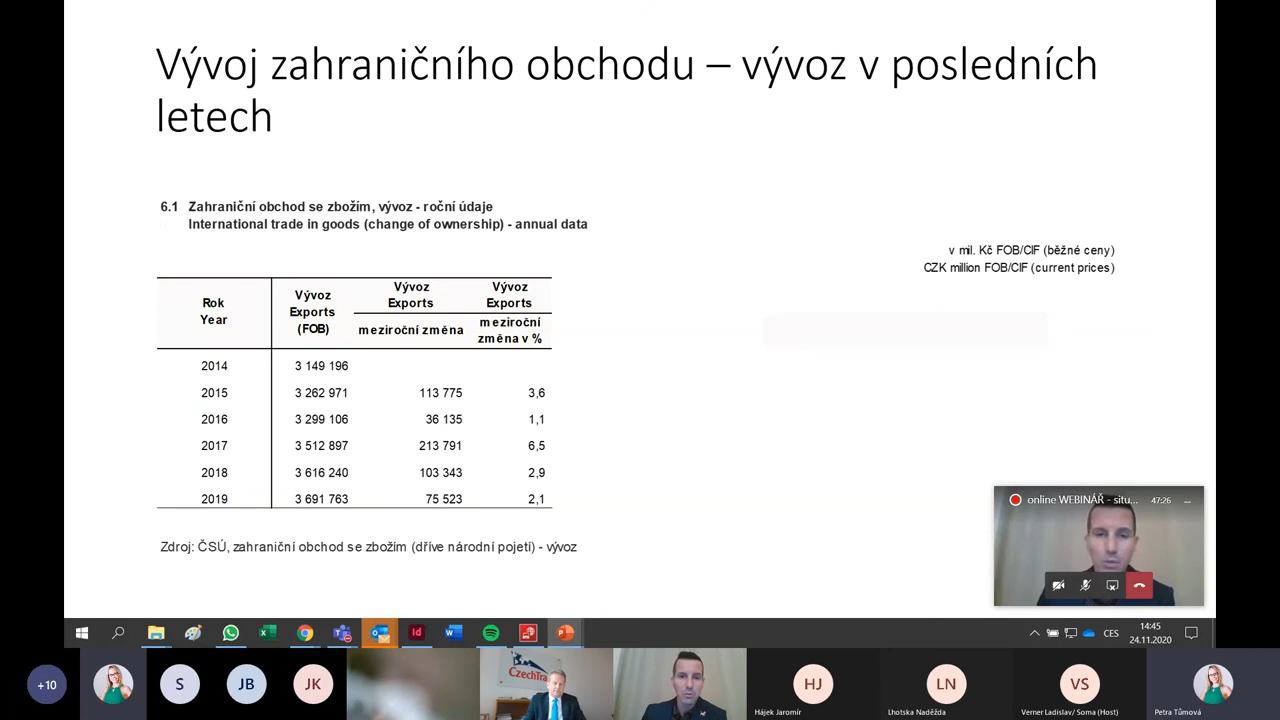 Vývoj zahraničního obchodu – vývoz v posledních
letech
6.1 Zahraniční obchod se zbožím, vývoz - roční údaje
International trade in goods (change of ownership) - annual data
v mil. Kč FOB/CIF (běžné ceny)
CZK million FOB/CIF (current prices)
Rok
Year
Vývoz
Exports
(FOB)
Vývoz
Exports
meziroční změna
Vývoz
Exports
meziroční
změna v %
2014 3 149 196
2015 3 262 971 113 775 3,6
2016 3 299 106 36 135 1,1
2017 3 512 897 213 791 6,5
2018 3 616 240 103 343 2,9
2019 3 691 763 75 523 2,1
Zdroj: ČSÚ, zahraniční obchod se zbožím (dříve národní pojetí) - vývoz
online WEBINÁŘ - situ... 47:26 ...
CES
14:45
24.11.2020
+10
S
JB
JK
CzechTra
HJ
Hájek Jaromír
LN
Lhotska Naděžda
VS
Verner Ladislav/ Soma (Host)
Petra Tůmová